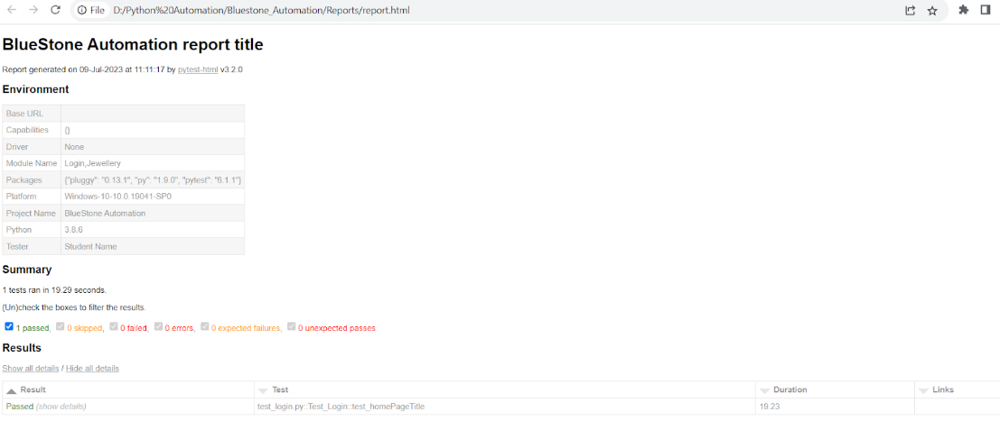 File D:/Python%20Automation/Bluestone_Automation/Reports/report.html
BlueStone Automation report title
Report generated on 09-Jul-2023 at 11:11:17 by pytest-html v3.2.0
Environment
Base URL
Capabilities {}
Driver None
Module Name Login,Jewellery
Packages {"pluggy": "0.13.1", "py": "1.9.0", "pytest": "6.1.1"}
Platform Windows-10-10.0.19041-SP0
Project Name BlueStone Automation
Python 3.8.6
Tester Student Name
Summary
1 tests ran in 19.29 seconds.
(Un)check the boxes to filter the results.
1 passed, 0 skipped, 0 failed, 0 errors, 0 expected failures, 0 unexpected passes
Results
Show all details / Hide all details
Result Test Duration Links
Passed (show details) test_login.py::Test_Login::test_homePageTitle 19.23